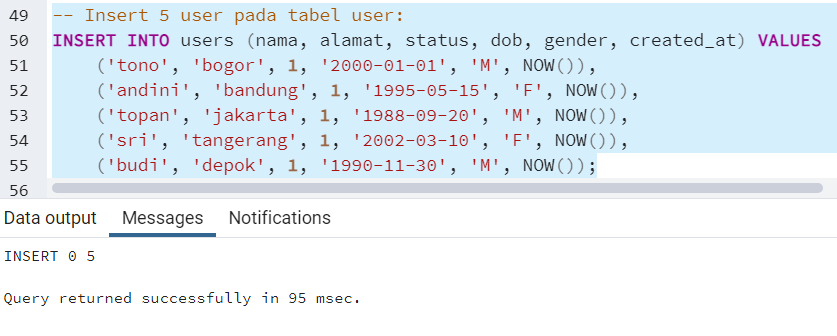 49 -- Insert 5 user pada tabel user:
50 INSERT INTO users (nama, alamat, status, dob, gender, created_at) VALUES
51 ('tono', 'bogor', 1, '2000-01-01', 'M', NOW()),
52 ('andini', 'bandung', 1, '1995-05-15', 'F', NOW()),
53 ('topan', 'jakarta', 1, '1988-09-20', 'M', NOW()),
54 ('sri', 'tangerang', 1, '2002-03-10', 'F', NOW()),
55 ('budi', 'depok', 1, '1990-11-30', 'M', NOW());
56
Data output Messages Notifications
INSERT 0 5
Query returned successfully in 95 msec.